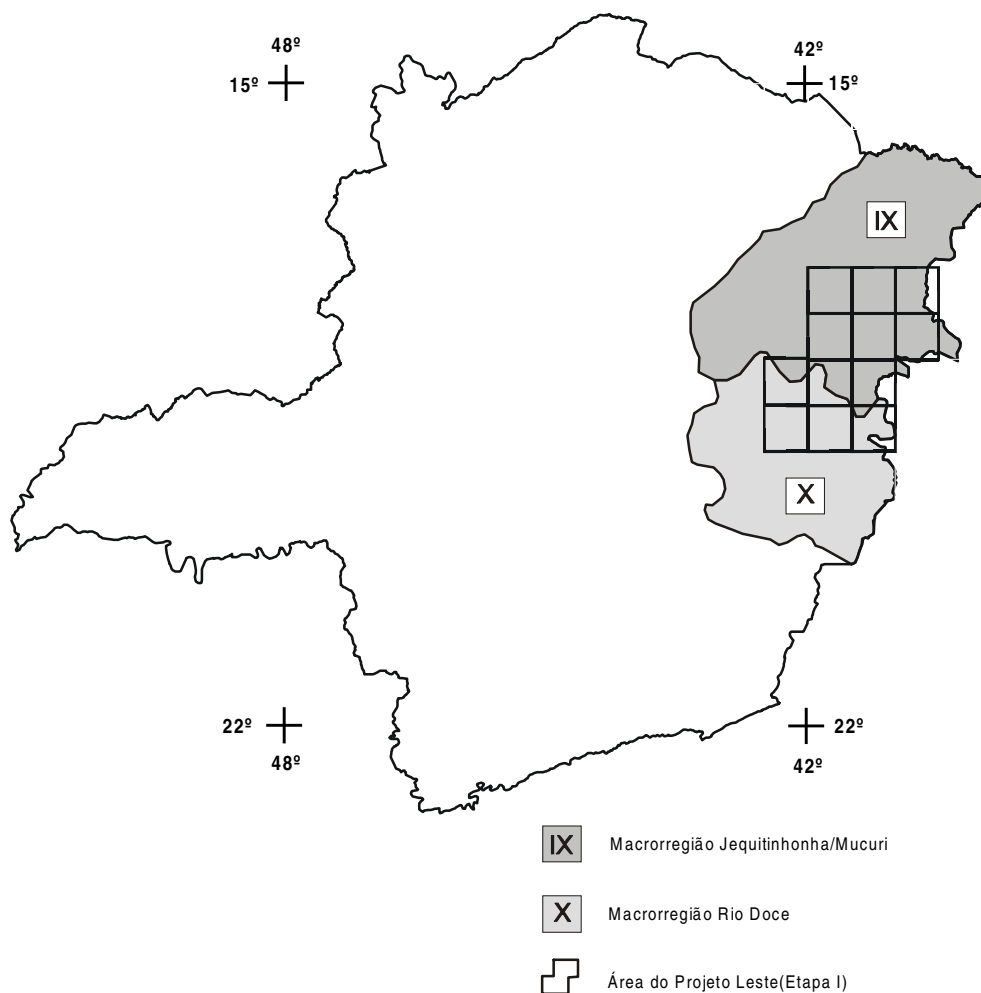 48º
42º
15º
15º
IX
X
22º
22º
48º
42º
IX Macrorregião Jequitinhonha/Mucuri
X Macrorregião Rio Doce
Área do Projeto Leste(Etapa I)